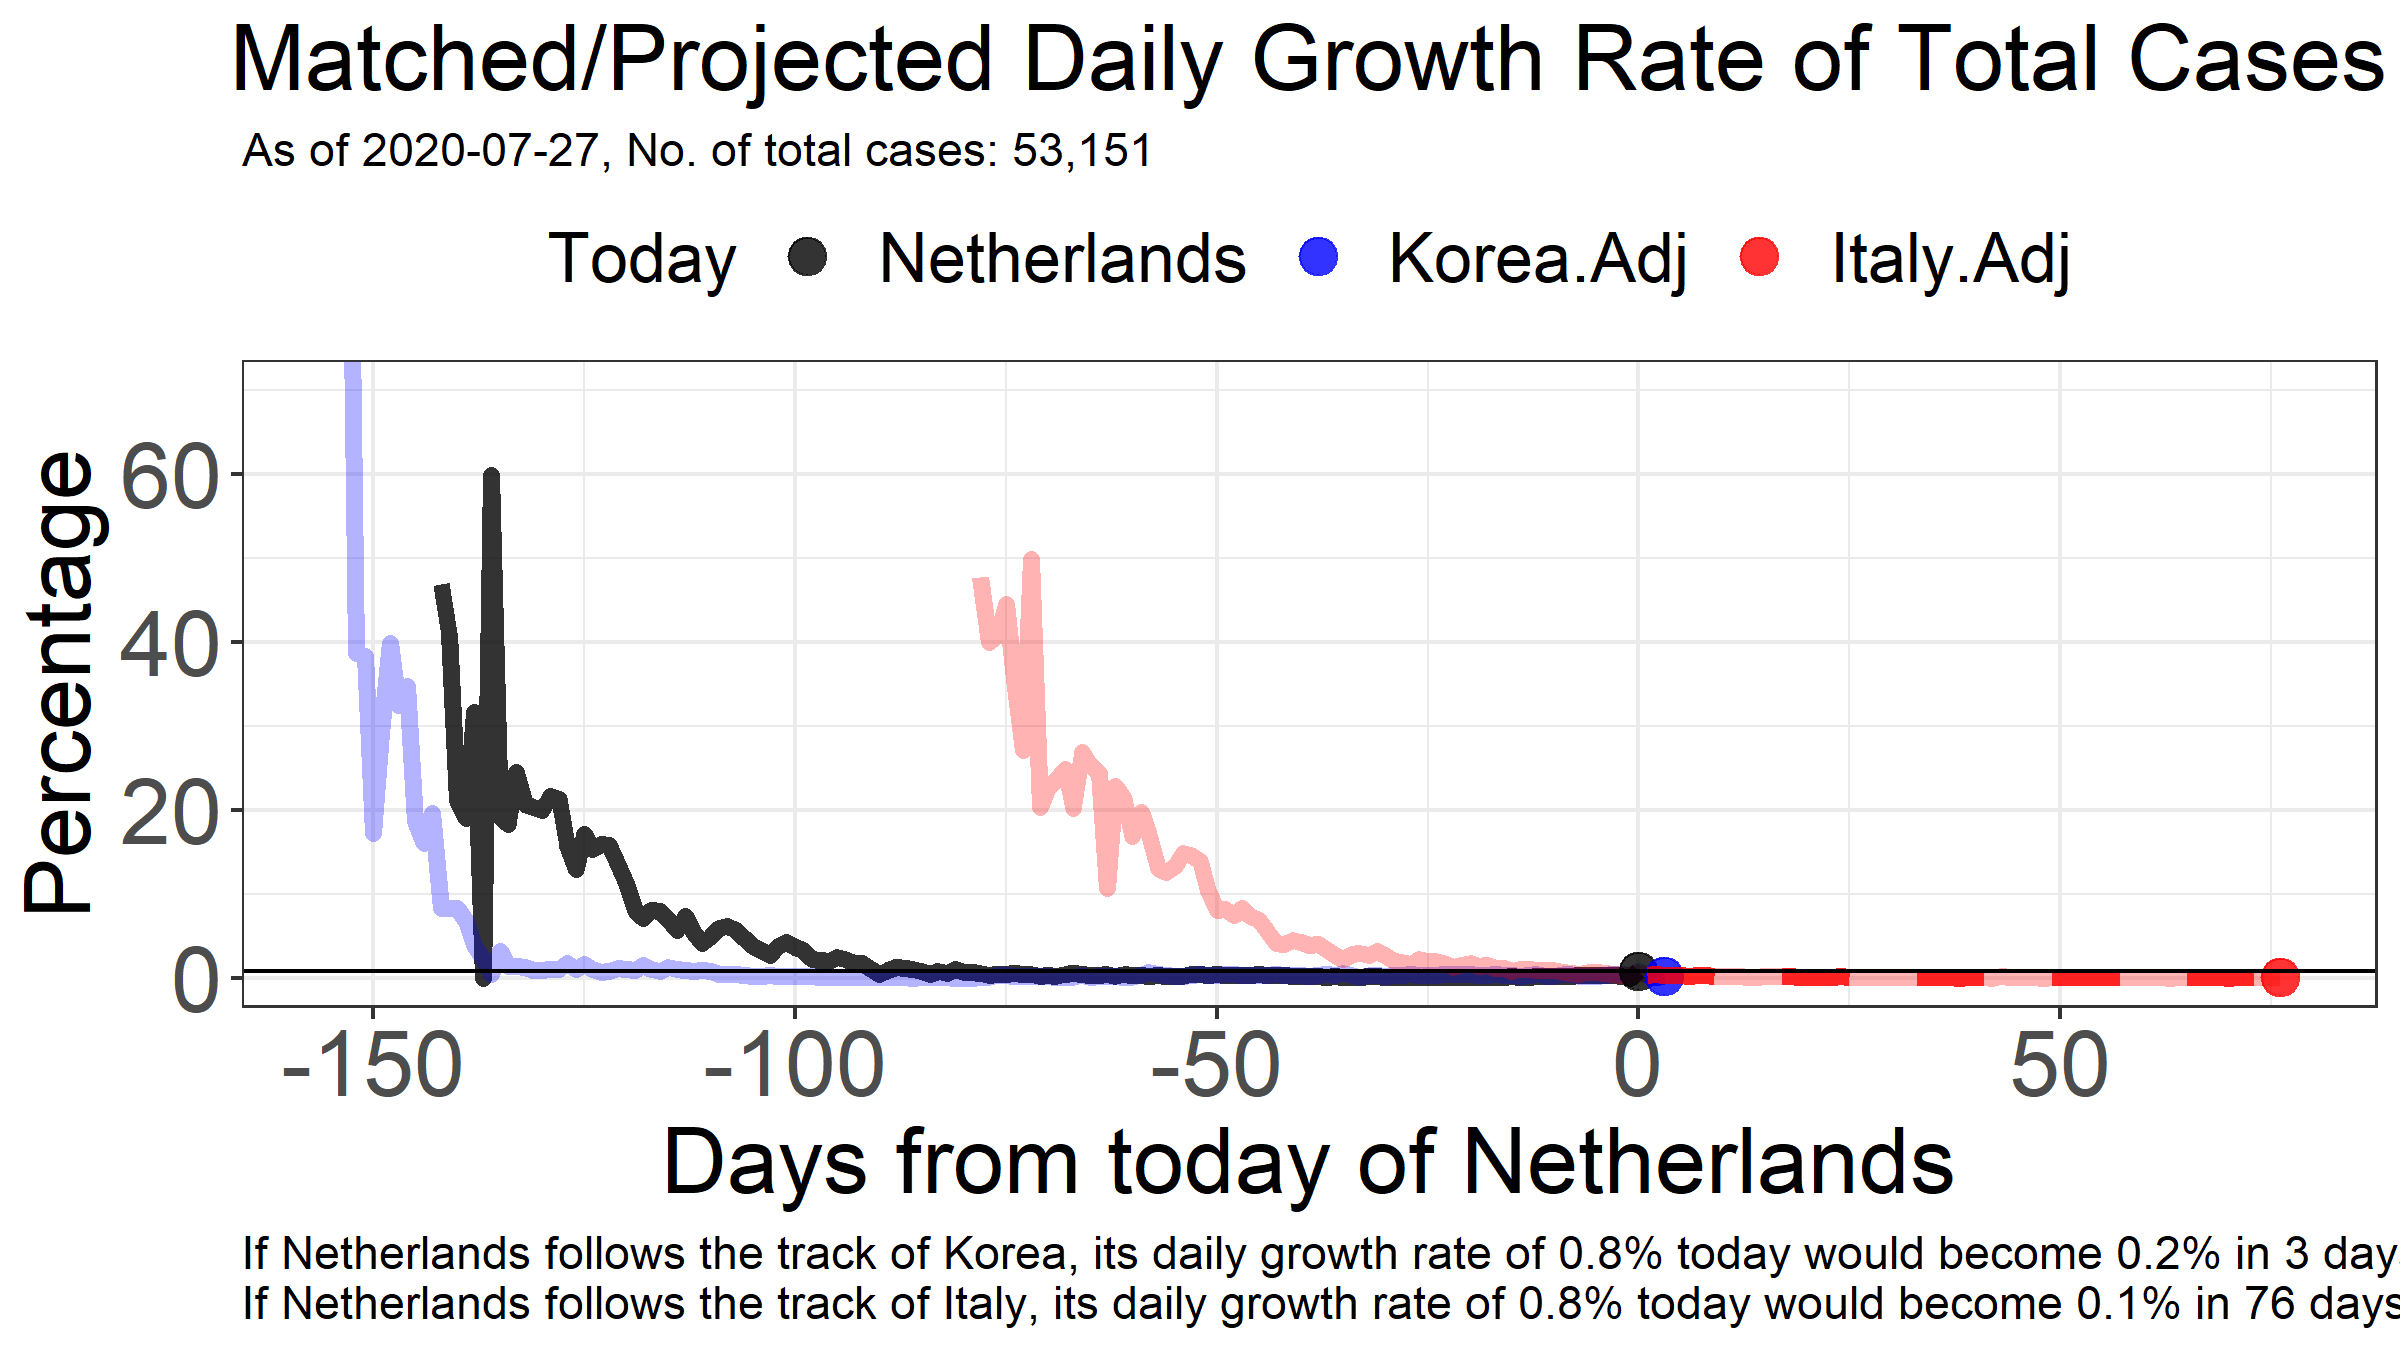 Matched/Projected Daily Growth Rate of Total Cases
As of 2020-07-27, No. of total cases: 53,151
Today Netherlands Korea.Adj Italy.Adj
Percentage
60
40
20
0
-150 -100 -50 0 50
Days from today of Netherlands
If Netherlands follows the track of Korea, its daily growth rate of 0.8% today would become 0.2% in 3 days
If Netherlands follows the track of Italy, its daily growth rate of 0.8% today would become 0.1% in 76 days